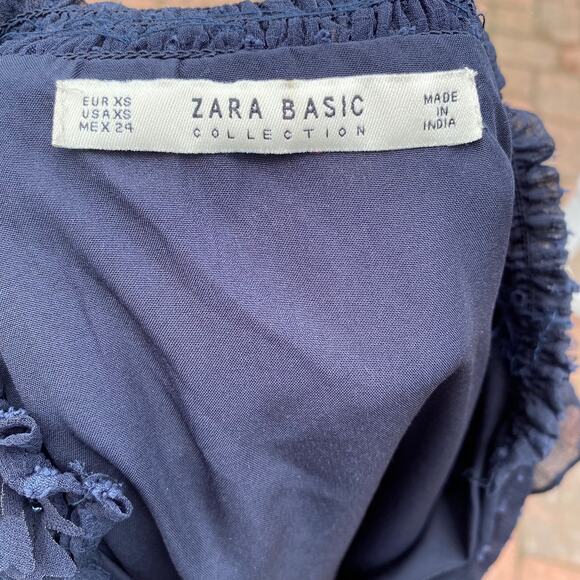 EUR XS
USA XS
MEX 24
ZARA BASIC
COLLECTION
MADE
IN
INDIA